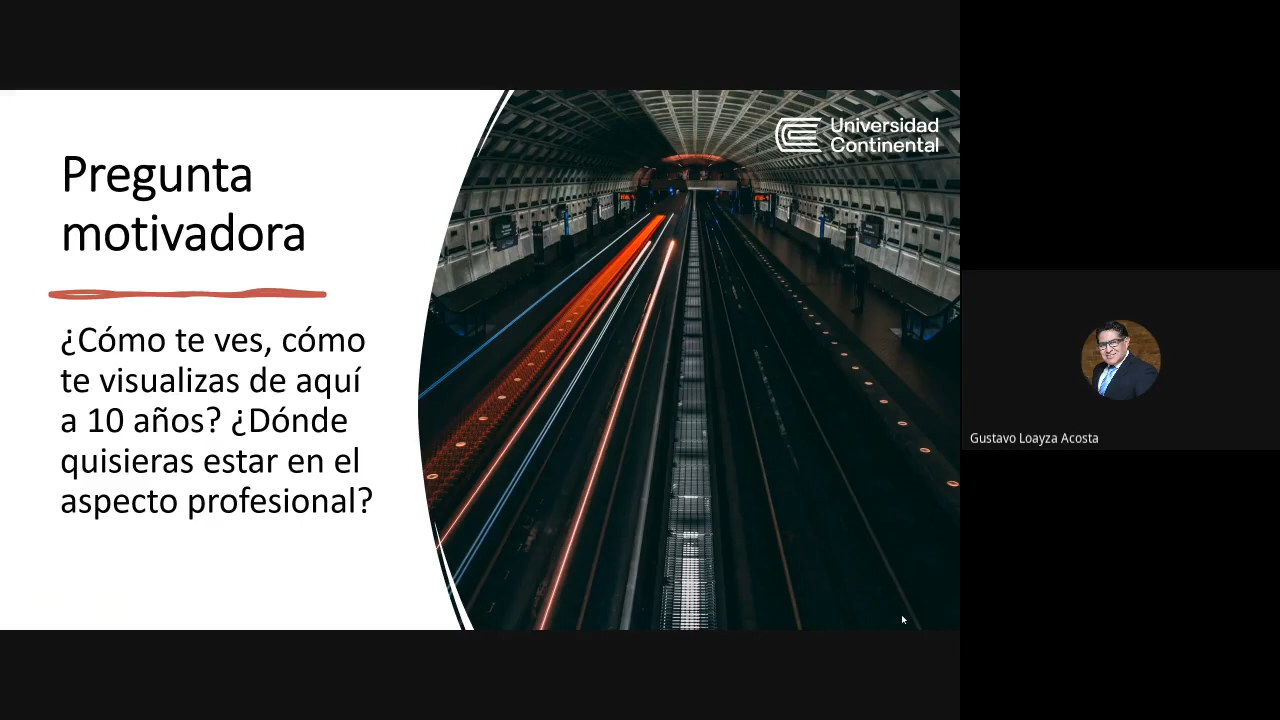 Pregunta
motivadora
¿Cómo te ves, cómo
te visualizas de aquí
a 10 años? ¿Dónde
quisieras estar en el
aspecto profesional?
Universidad
Continental
Gustavo Loayza Acosta